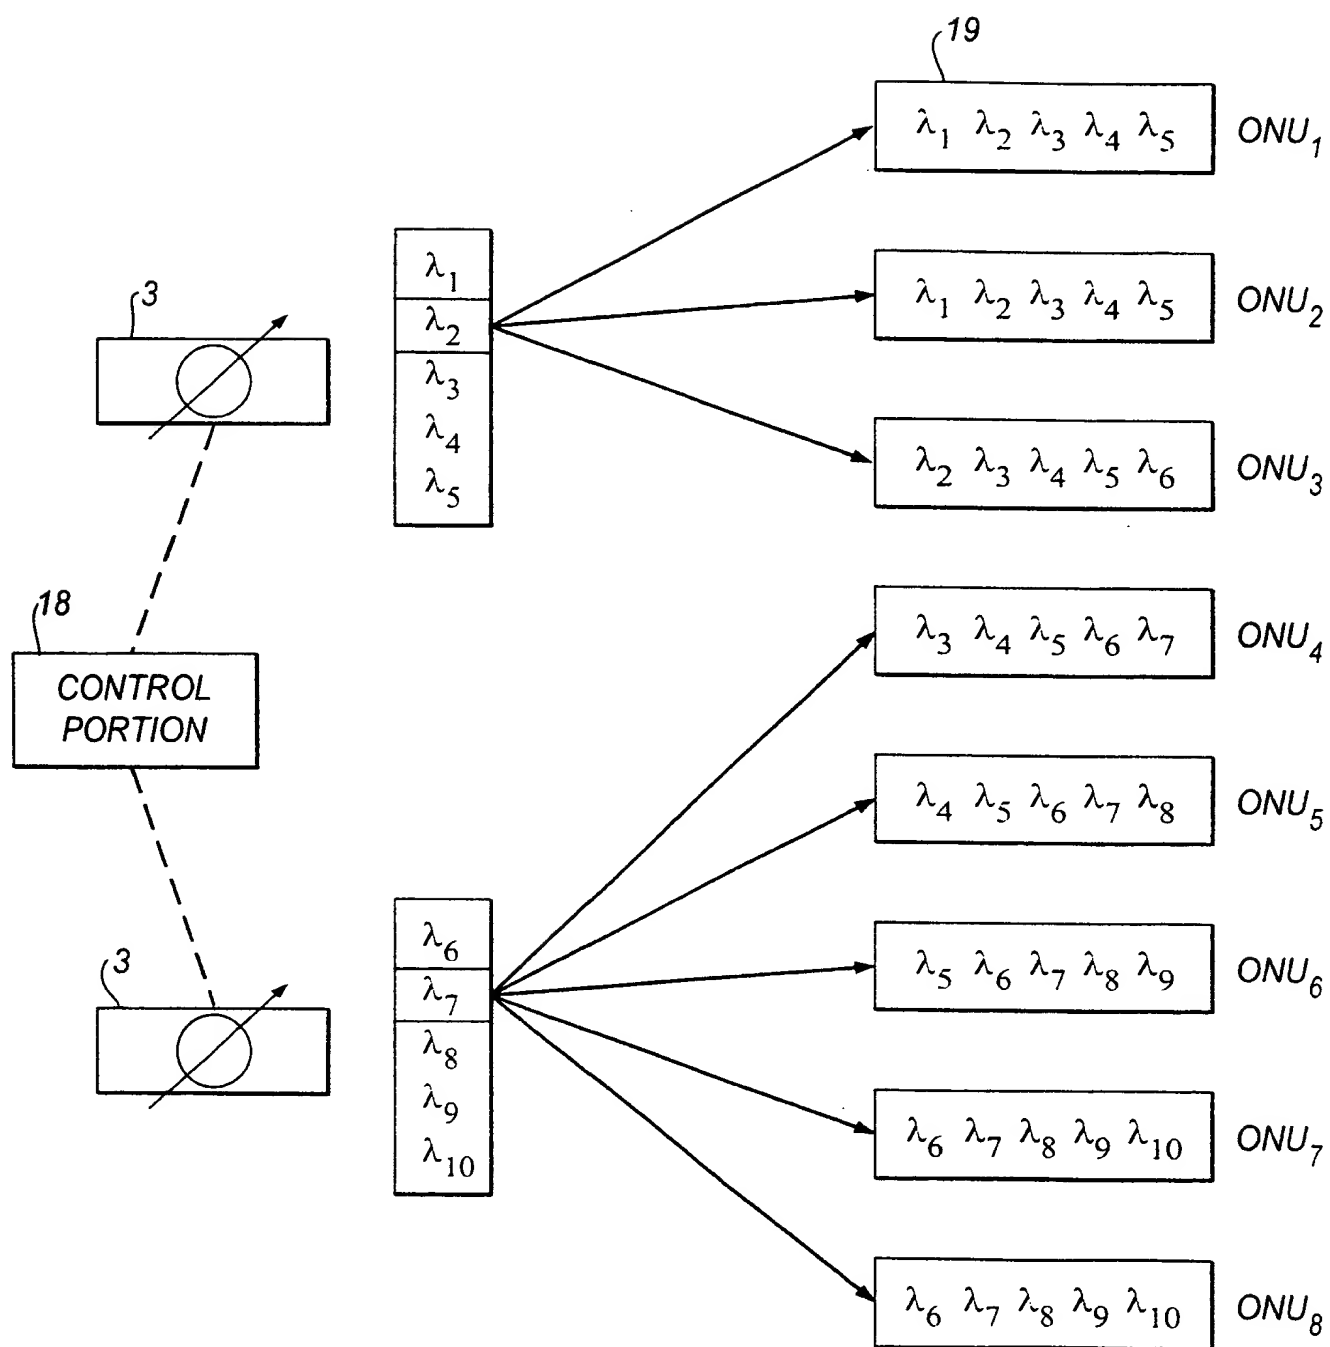 19
λ1 λ2 λ3 λ4 λ5 ONU1
λ1 λ2 λ3 λ4 λ5 ONU2
λ2 λ3 λ4 λ5 λ6 ONU3
λ3 λ4 λ5 λ6 λ7 ONU4
λ4 λ5 λ6 λ7 λ8 ONU5
λ5 λ6 λ7 λ8 λ9 ONU6
λ6 λ7 λ8 λ9 λ10 ONU7
λ6 λ7 λ8 λ9 λ10 ONU8
3
λ1
λ2
λ3
λ4
λ5
18
CONTROL
PORTION
3
λ6
λ7
λ8
λ9
λ10